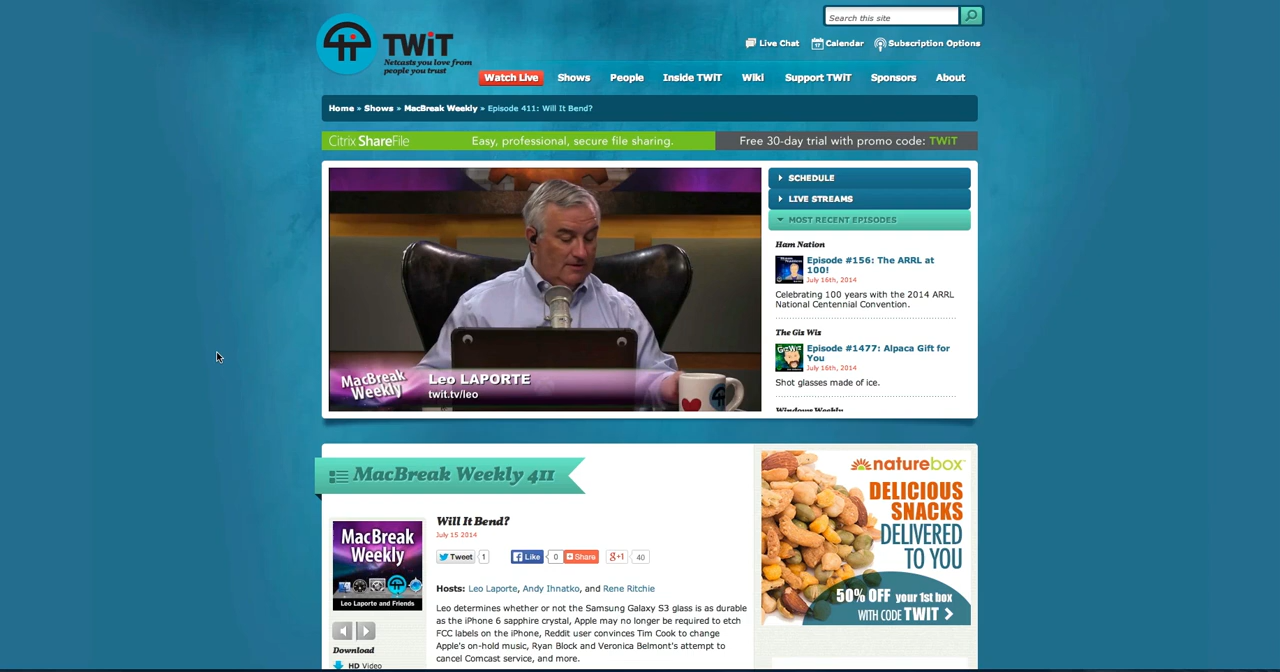 Search this site
TWiT
Netcasts you love from
people you trust
Live Chat
Calendar
Subscription Options
Watch Live
Shows
People
Inside TWiT
Wiki
Support TWiT
Sponsors
About
Home » Shows » MacBreak Weekly » Episode 411: Will It Bend?
Citrix ShareFile
Easy, professional, secure file sharing.
Free 30-day trial with promo code: TWiT
MacBreak
Weekly
Leo LAPORTE
twit.tv/leo
SCHEDULE
LIVE STREAMS
MOST RECENT EPISODES
Ham Nation
Episode #156: The ARRL at
100!
July 16th, 2014
Celebrating 100 years with the 2014 ARRL
National Centennial Convention.
The Giz Wiz
Episode #1477: Alpaca Gift for
You
July 16th, 2014
Shot glasses made of ice.
Windows Weekly
MacBreak Weekly 411
MacBreak
Weekly
Leo Laporte and Friends
Download
HD Video
Will It Bend?
July 15 2014
Tweet 1
Like 0
Share
g+1 40
Hosts: Leo Laporte, Andy Ihnatko, and Rene Ritchie
Leo determines whether or not the Samsung Galaxy S3 glass is as durable
as the iPhone 6 sapphire crystal, Apple may no longer be required to etch
FCC labels on the iPhone, Reddit user convinces Tim Cook to change
Apple's on-hold music, Ryan Block and Veronica Belmont's attempt to
cancel Comcast service, and more.
naturebox
DELICIOUS
SNACKS
DELIVERED
TO YOU
50% OFF your 1st box
WITH CODE TWIT